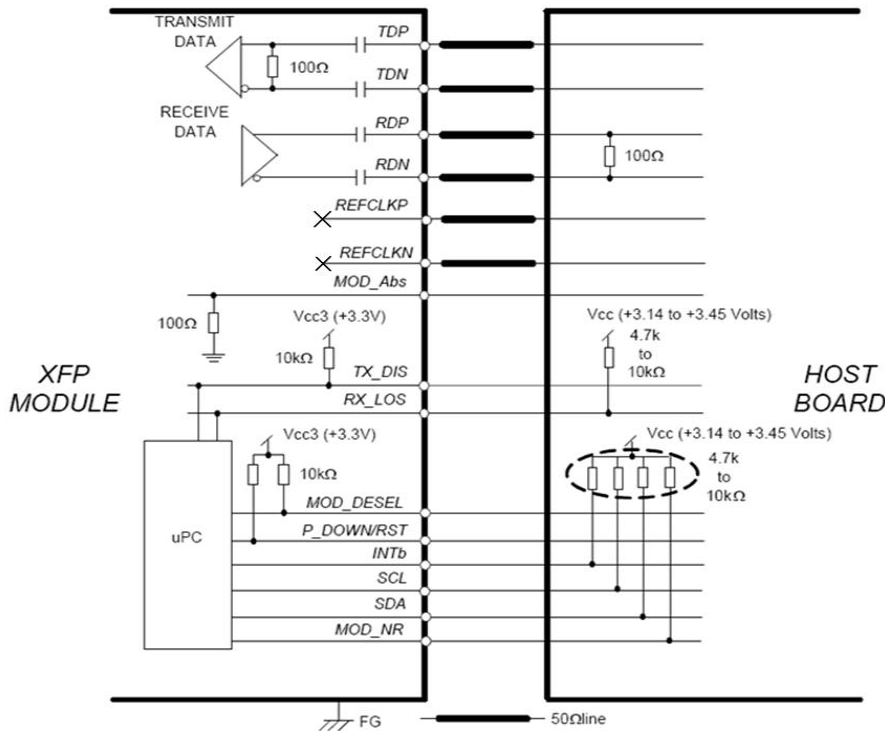 TRANSMIT
DATA
TDP
100Ω
TDN
RECEIVE
DATA
RDP
RDN
100Ω
REFCLKP
REFCLKN
MOD_Abs
100Ω
Vcc3 (+3.3V)
10kΩ
Vcc (+3.14 to +3.45 Volts)
4.7k
to
10kΩ
TX_DIS
RX_LOS
XFP
MODULE
HOST
BOARD
Vcc3 (+3.3V)
10kΩ
Vcc (+3.14 to +3.45 Volts)
4.7k
to
10kΩ
MOD_DESEL
P_DOWN/RST
uPC
INTb
SCL
SDA
MOD_NR
FG
50Ωline